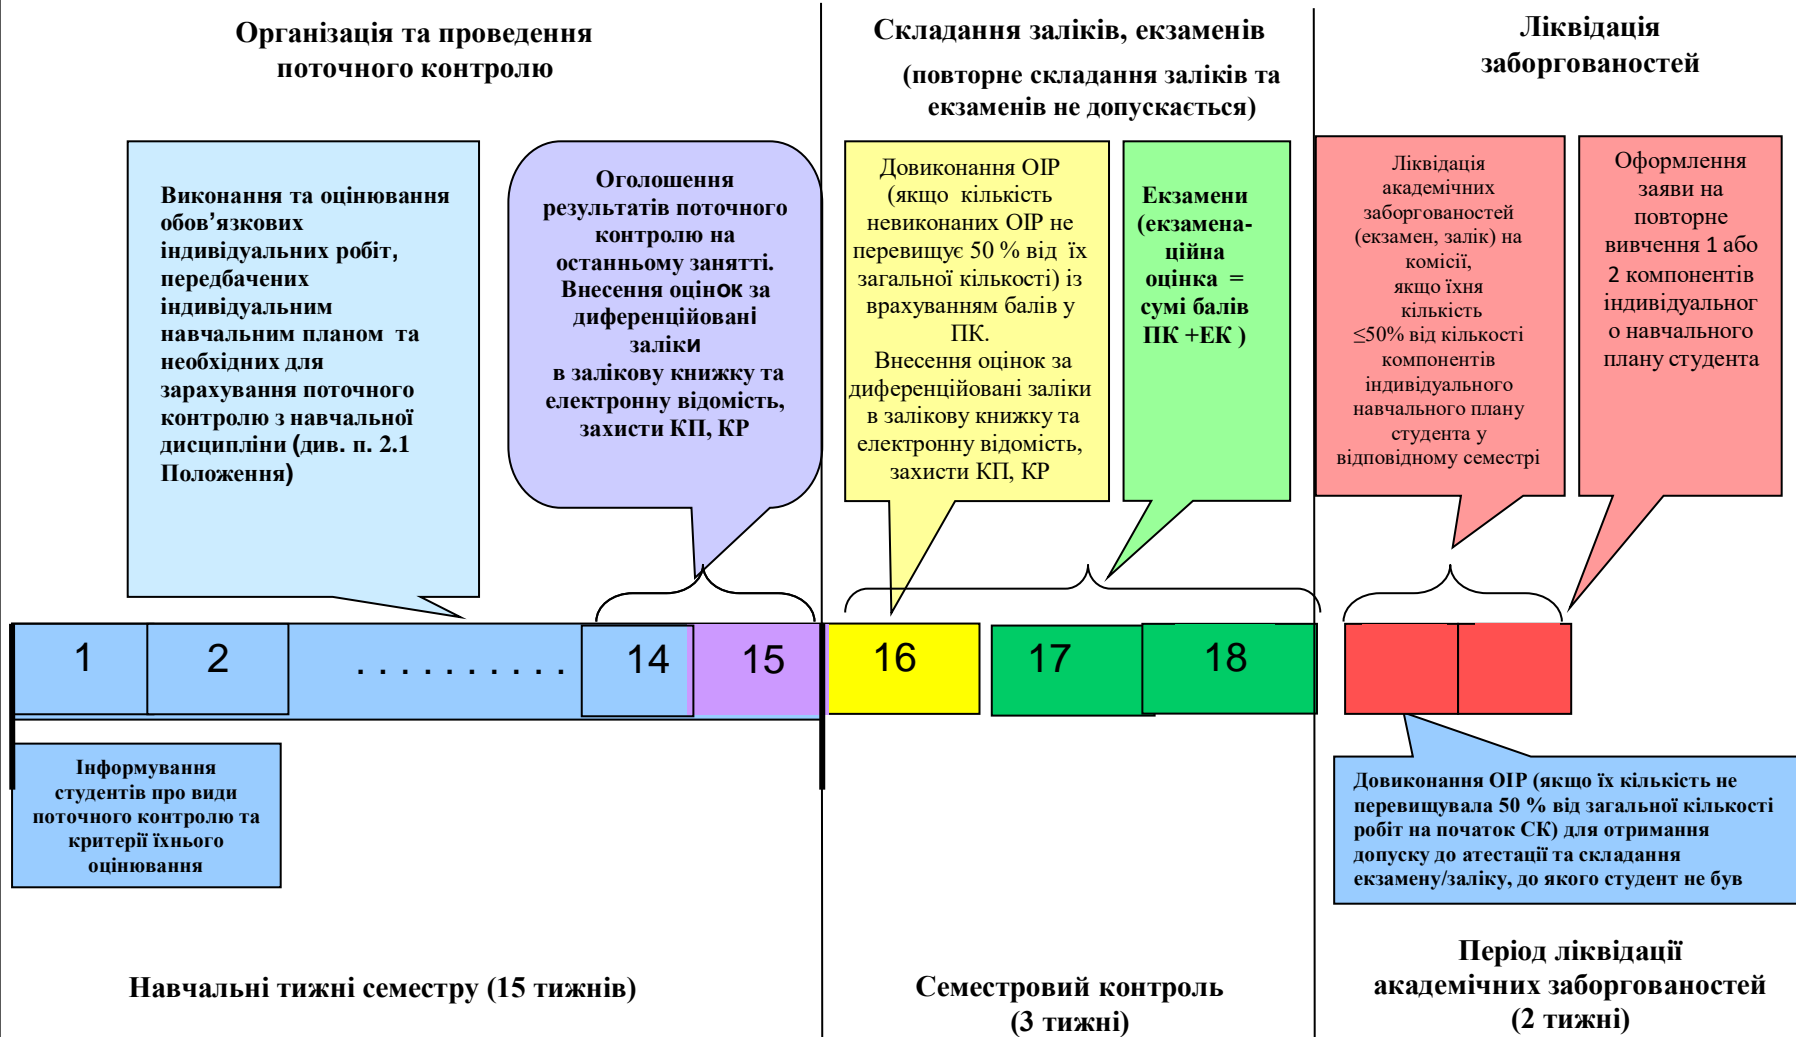 Організація та проведення
поточного контролю
Складання заліків, екзаменів
(повторне складання заліків та
екзаменів не допускається)
Ліквідація
заборгованостей
Виконання та оцінювання
обов’язкових
індивідуальних робіт,
передбачених
індивідуальним
навчальним планом та
необхідних для
зарахування поточного
контролю з навчальної
дисципліни (див. п. 2.1
Положення)
Оголошення
результатів поточного
контролю на
останньому занятті.
Внесення оцінок за
диференційовані
заліки
в залікову книжку та
електронну відомість,
захисти КП, КР
Довиконання ОІР
(якщо кількість
невиконаних ОІР не
перевищує 50 % від їх
загальної кількості) із
врахуванням балів у
ПК.
Внесення оцінок за
диференційовані заліки
в залікову книжку та
електронну відомість,
захисти КП, КР
Екзамени
(екзамена-
ційна
оцінка =
сумі балів
ПК +ЕК )
Ліквідація
академічних
заборгованостей
(екзамен, залік) на
комісії,
якщо їхня
кількість
≤50% від кількості
компонентів
індивідуального
навчального плану
студента у
відповідному семестрі
Оформлення
заяви на
повторне
вивчення 1 або
2 компонентів
індивідуальног
о навчального
плану студента
1 2 . . . . . . . . . . 14 15 16 17 18
Інформування
студентів про види
поточного контролю та
критерії їхнього
оцінювання
Довиконання ОІР (якщо їх кількість не
перевищувала 50 % від загальної кількості
робіт на початок СК) для отримання
допуску до атестації та складання
екзамену/заліку, до якого студент не був
Навчальні тижні семестру (15 тижнів)
Семестровий контроль
(3 тижні)
Період ліквідації
академічних заборгованостей
(2 тижні)